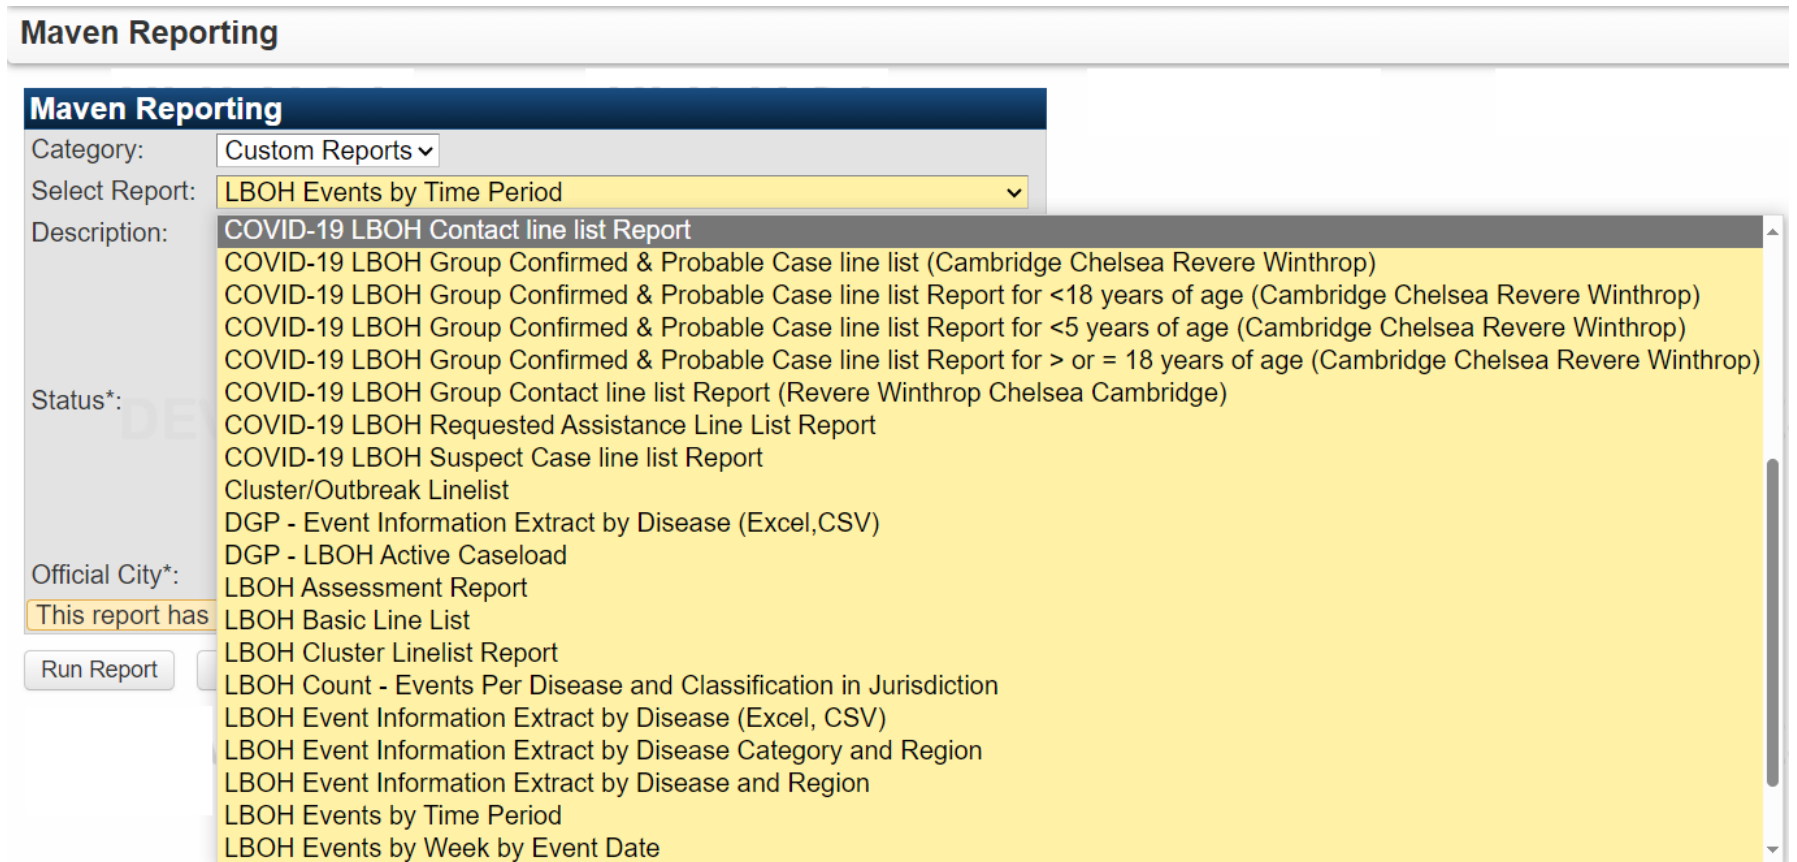 Maven Reporting
Maven Reporting
Category: Custom Reports
Select Report: LBOH Events by Time Period
Description:
COVID-19 LBOH Contact line list Report
COVID-19 LBOH Group Confirmed & Probable Case line list (Cambridge Chelsea Revere Winthrop)
COVID-19 LBOH Group Confirmed & Probable Case line list Report for <18 years of age (Cambridge Chelsea Revere Winthrop)
COVID-19 LBOH Group Confirmed & Probable Case line list Report for <5 years of age (Cambridge Chelsea Revere Winthrop)
COVID-19 LBOH Group Confirmed & Probable Case line list Report for > or = 18 years of age (Cambridge Chelsea Revere Winthrop)
Status*:
COVID-19 LBOH Group Contact line list Report (Revere Winthrop Chelsea Cambridge)
COVID-19 LBOH Requested Assistance Line List Report
COVID-19 LBOH Suspect Case line list Report
Cluster/Outbreak Linelist
DGP - Event Information Extract by Disease (Excel,CSV)
DGP - LBOH Active Caseload
Official City*:
LBOH Assessment Report
This report has
LBOH Basic Line List
LBOH Cluster Linelist Report
Run Report
LBOH Count - Events Per Disease and Classification in Jurisdiction
LBOH Event Information Extract by Disease (Excel, CSV)
LBOH Event Information Extract by Disease Category and Region
LBOH Event Information Extract by Disease and Region
LBOH Events by Time Period
LBOH Events by Week by Event Date